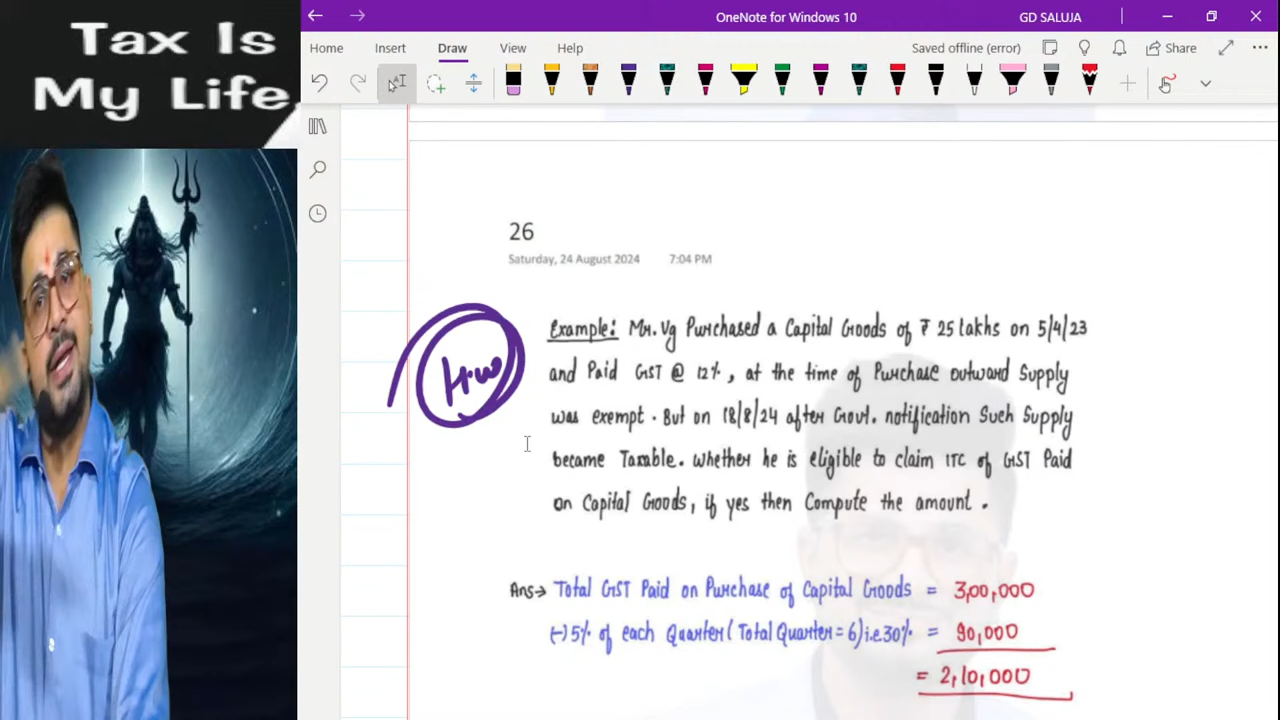 Tax Is
My Life
OneNote for Windows 10
GD SALUJA
Home Insert Draw View Help
Saved offline (error)
Share
26
Saturday, 24 August 2024 7:04 PM
H.W
Example: Mr. Vg Purchased a Capital Goods of ₹ 25 lakhs on 5/4/23
and Paid GST @ 12%, at the time of Purchase outward Supply
was exempt. But on 18/8/24 after Govt. notification Such Supply
became Taxable. Whether he is eligible to claim ITC of GST Paid
on Capital Goods, if yes then Compute the amount.
Ans→ Total GST Paid on Purchase of Capital Goods = 3,00,000
(-) 5% of each Quarter (Total Quarter = 6) i.e 30% = 90,000
= 2,10,000